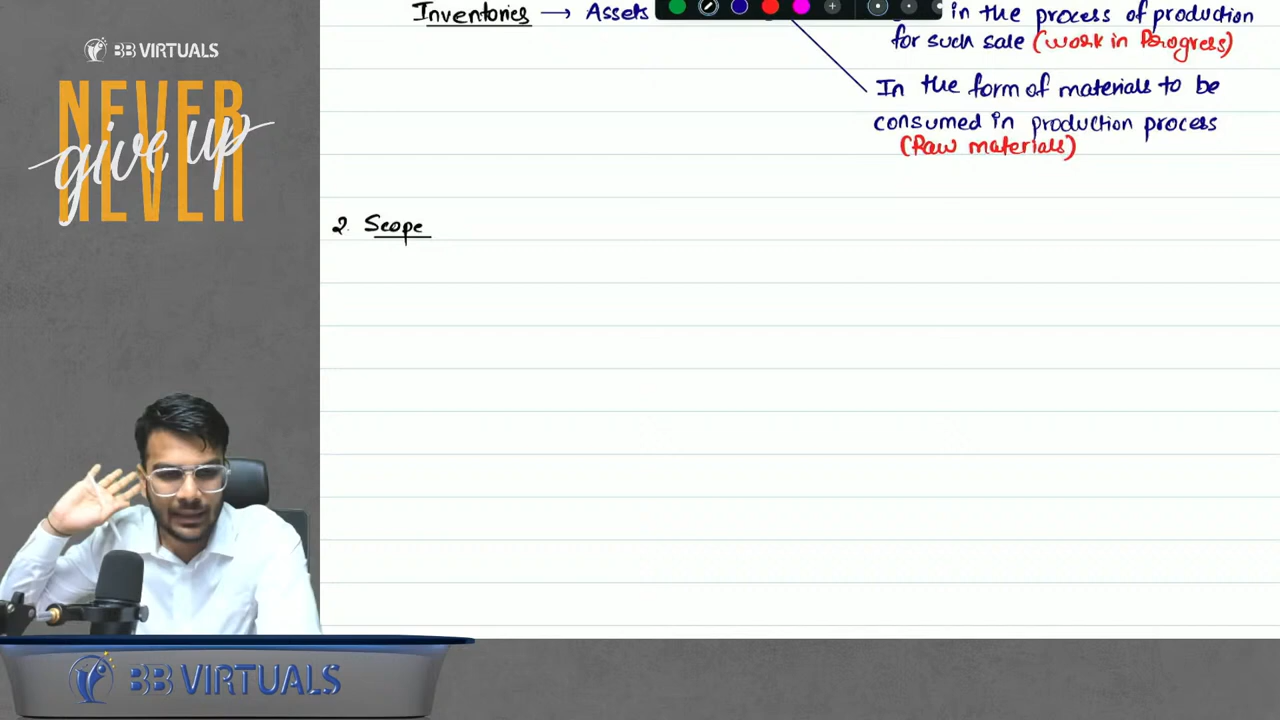 BB VIRTUALS
NEVER
give up
NEVER
Inventories → Assets
in the process of production
for such sale (work in Progress)
In the form of materials to be
consumed in production process
(Raw materials)
2. Scope
BB VIRTUALS